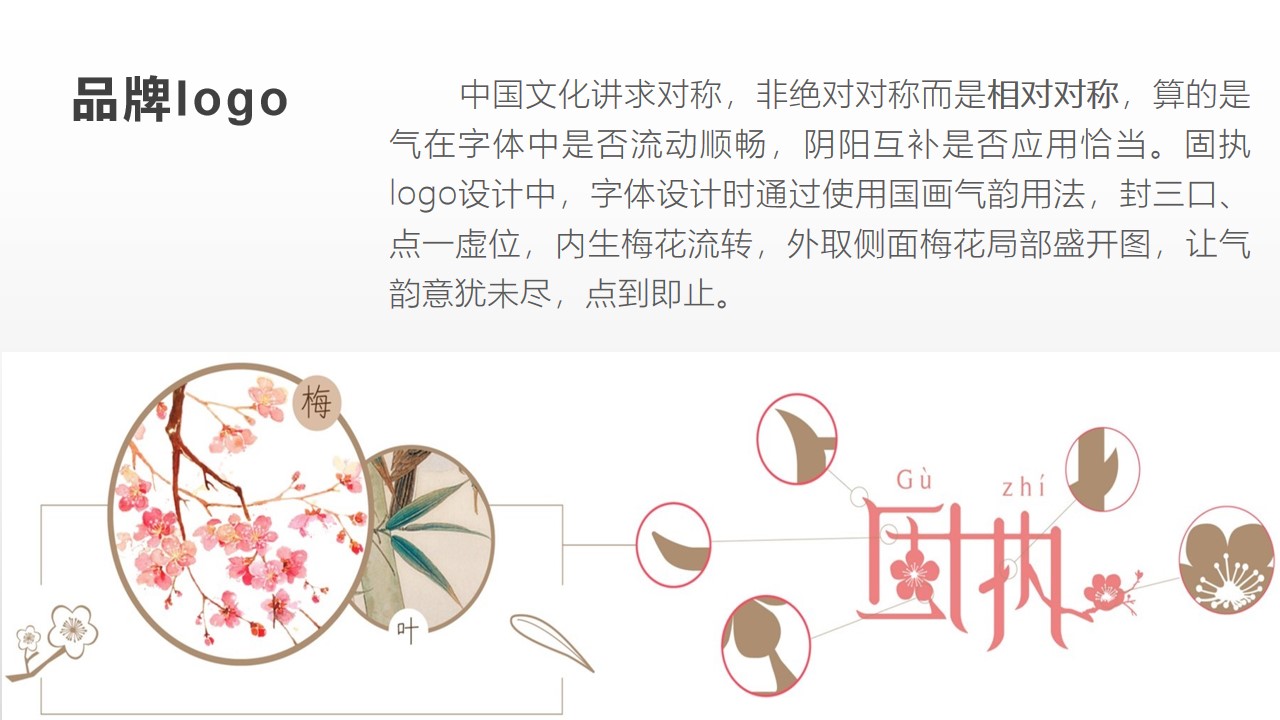 品牌logo
中国文化讲求对称，非绝对对称而是相对对称，算的是
气在字体中是否流动顺畅，阴阳互补是否应用恰当。固执
logo设计中，字体设计时通过使用国画气韵用法，封三口、
点一虚位，内生梅花流转，外取侧面梅花局部盛开图，让气
韵意犹未尽，点到即止。
梅
叶
Gù zhí
固执